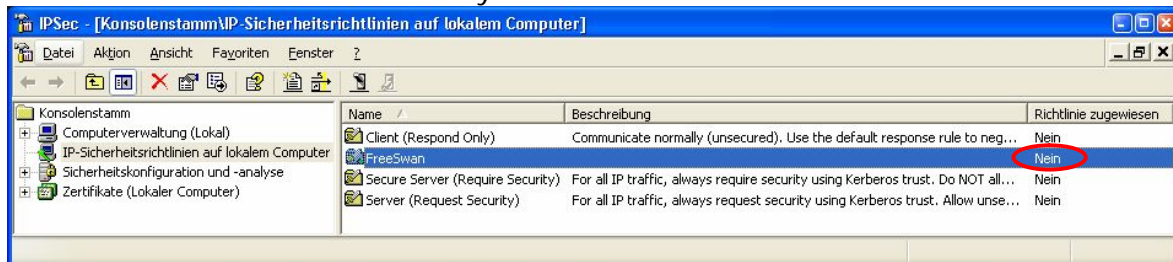 IPSec - [Konsolenstamm\IP-Sicherheitsrichtlinien auf lokalem Computer]
Datei Aktion Ansicht Favoriten Fenster ?
Konsolenstamm
Computerverwaltung (Lokal)
IP-Sicherheitsrichtlinien auf lokalem Computer
Sicherheitskonfiguration und -analyse
Zertifikate (Lokaler Computer)
Name Beschreibung Richtlinie zugewiesen
Client (Respond Only) Communicate normally (unsecured). Use the default response rule to neg... Nein
FreeSwan Nein
Secure Server (Require Security) For all IP traffic, always require security using Kerberos trust. Do NOT all... Nein
Server (Request Security) For all IP traffic, always request security using Kerberos trust. Allow unse... Nein